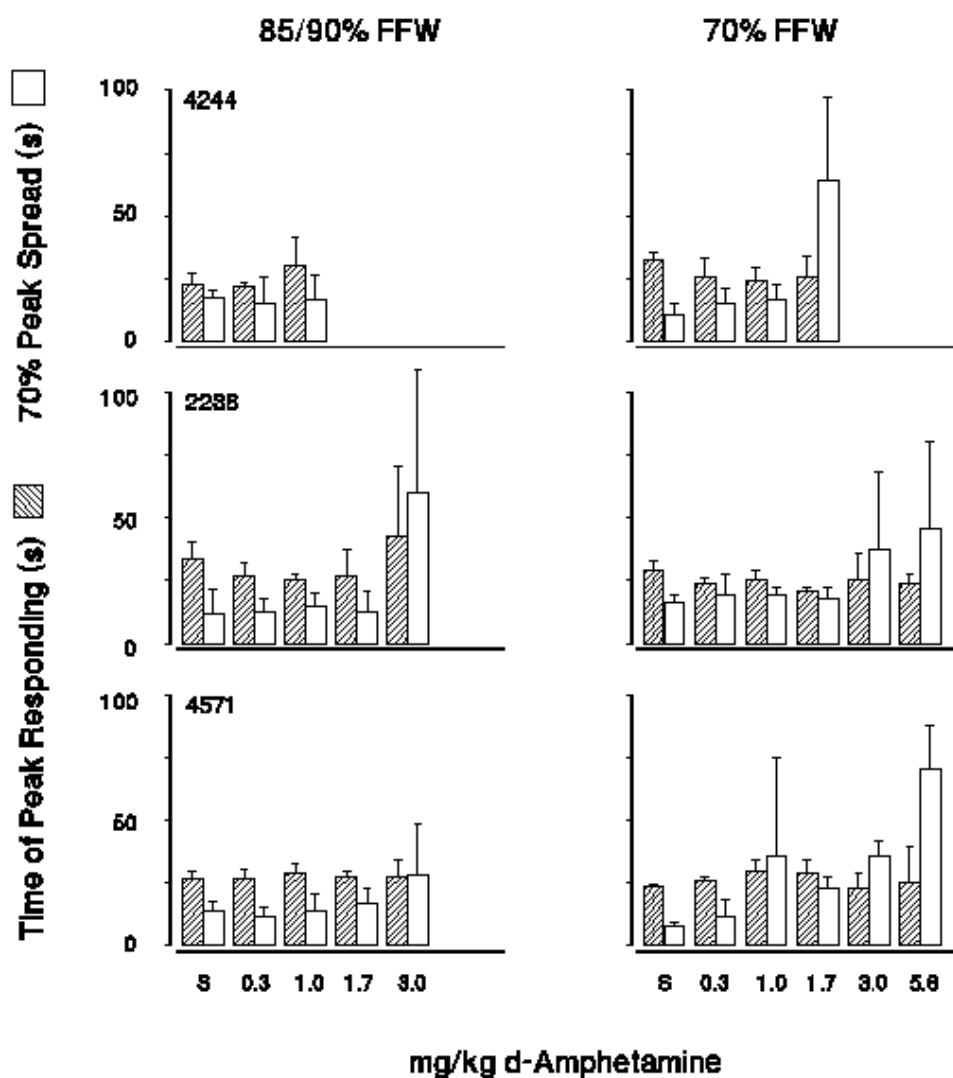 85/90% FFW
70% FFW
70% Peak Spread (s)
Time of Peak Responding (s)
100
4244
50
0
100
2288
50
0
100
4571
50
0
S 0.3 1.0 1.7 3.0
S 0.3 1.0 1.7 3.0 5.6
mg/kg d-Amphetamine